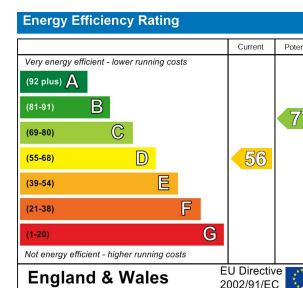 Energy Efficiency Rating
Current
Very energy efficient - lower running costs
(92 plus) A
(81-91) B
(69-80) C
(55-68) D
56
(39-54) E
(21-38) F
(1-20) G
Not energy efficient - higher running costs
England & Wales
EU Directive
2002/91/EC